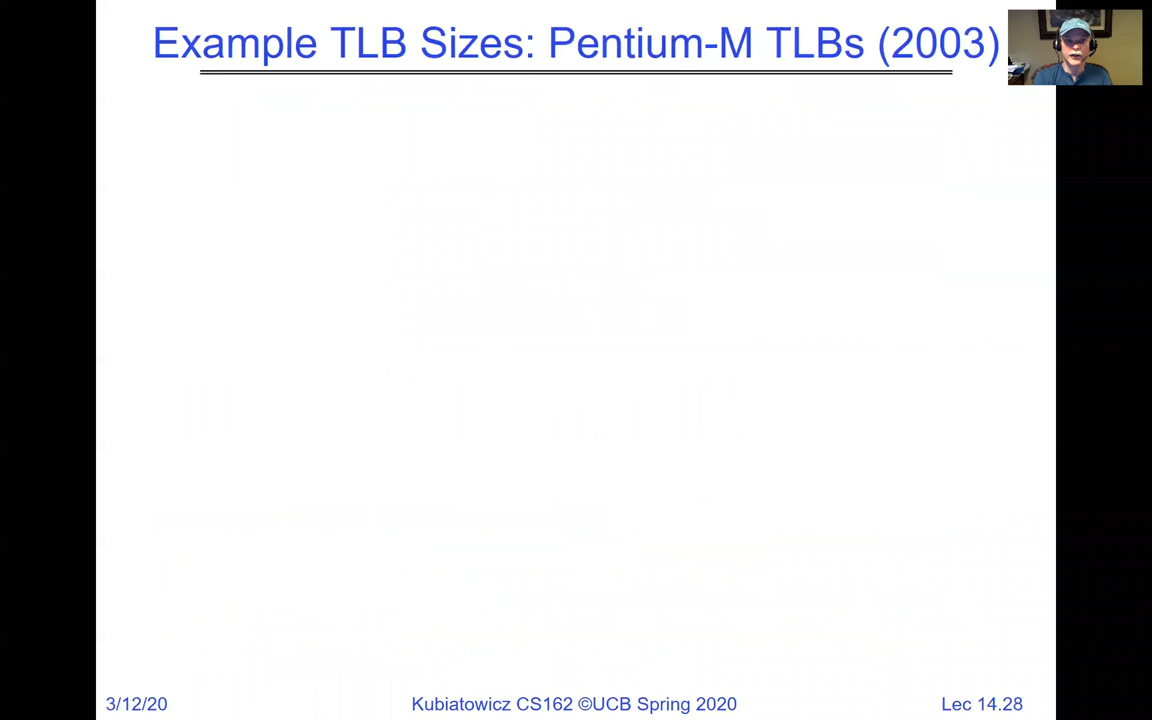 Example TLB Sizes: Pentium-M TLBs (2003)
3/12/20
Kubiatowicz CS162 ©UCB Spring 2020
Lec 14.28